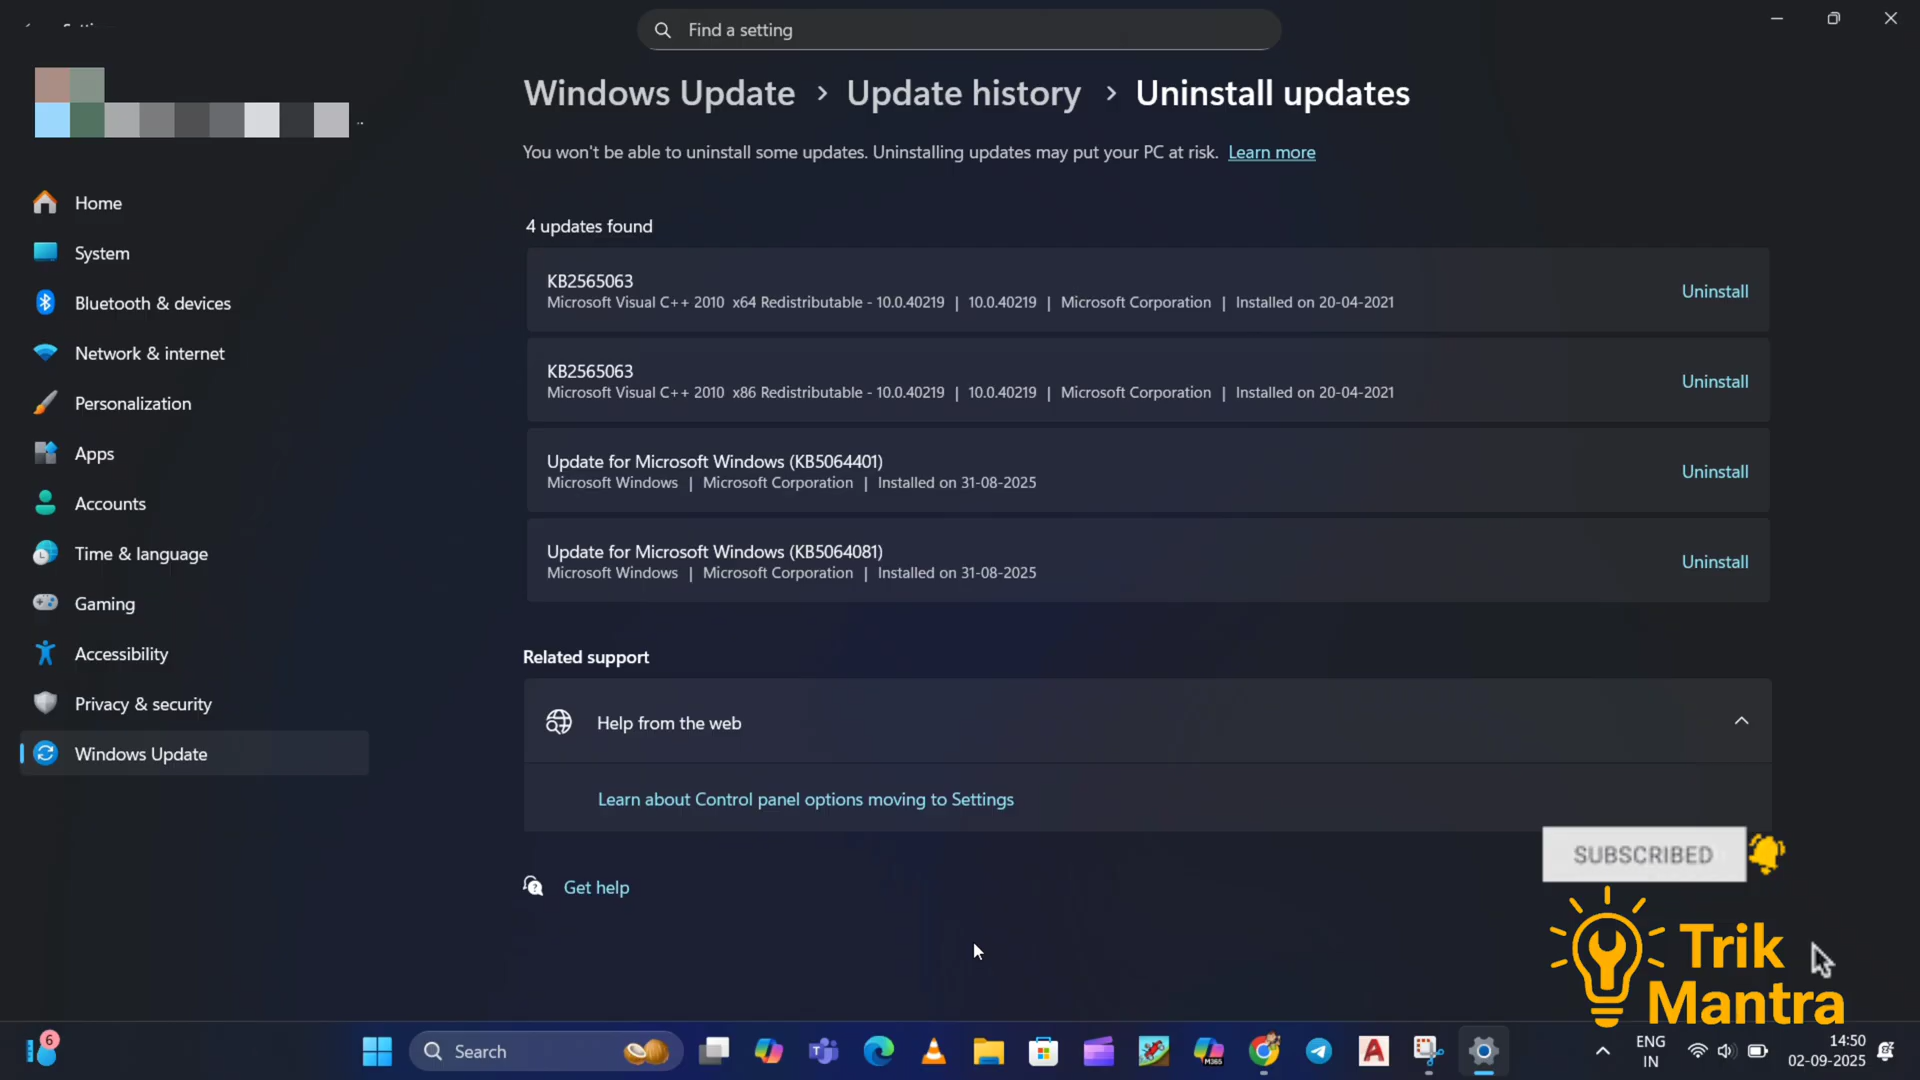 Find a setting
Windows Update > Update history > Uninstall updates
You won't be able to uninstall some updates. Uninstalling updates may put your PC at risk. Learn more
Home
System
Bluetooth & devices
Network & internet
Personalization
Apps
Accounts
Time & language
Gaming
Accessibility
Privacy & security
Windows Update
4 updates found
KB2565063
Microsoft Visual C++ 2010 x64 Redistributable - 10.0.40219 | 10.0.40219 | Microsoft Corporation | Installed on 20-04-2021
Uninstall
KB2565063
Microsoft Visual C++ 2010 x86 Redistributable - 10.0.40219 | 10.0.40219 | Microsoft Corporation | Installed on 20-04-2021
Uninstall
Update for Microsoft Windows (KB5064401)
Microsoft Windows | Microsoft Corporation | Installed on 31-08-2025
Uninstall
Update for Microsoft Windows (KB5064081)
Microsoft Windows | Microsoft Corporation | Installed on 31-08-2025
Uninstall
Related support
Help from the web
Learn about Control panel options moving to Settings
Get help
SUBSCRIBED
Trik
Mantra
6
Search
M365
A
ENG
IN
14:50
02-09-2025